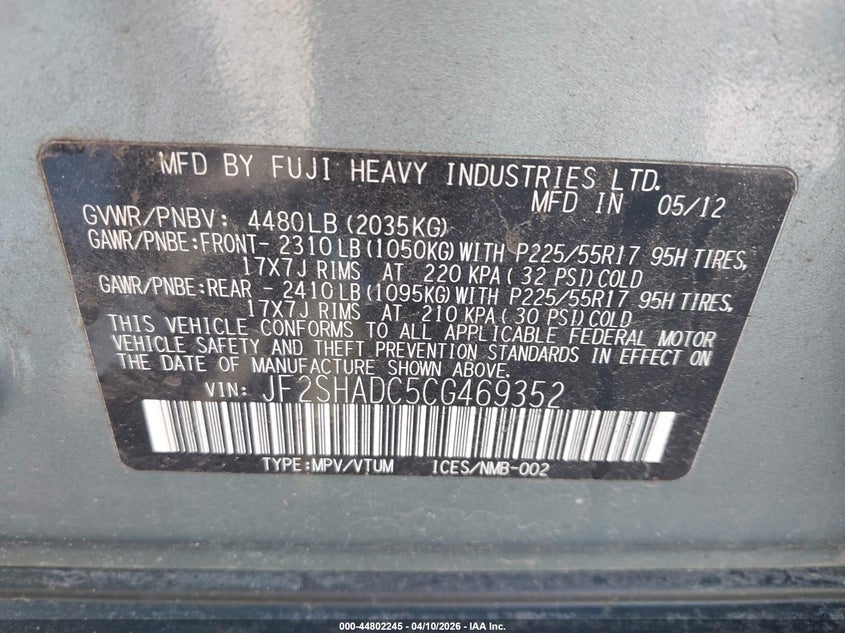 MFD BY FUJI HEAVY INDUSTRIES LTD.
MFD IN 05/12
GVWR/PNBV: 4480LB (2035KG)
GAWR/PNBE:FRONT- 2310LB (1050KG) WITH P225/55R17 95H TIRES,
17X7J RIMS AT 220 KPA ( 32 PSI) COLD
GAWR/PNBE:REAR - 2410LB (1095KG) WITH P225/55R17 95H TIRES,
17X7J RIMS AT 210 KPA ( 30 PSI) COLD
THIS VEHICLE CONFORMS TO ALL APPLICABLE FEDERAL MOTOR
VEHICLE SAFETY AND THEFT PREVENTION STANDARDS IN EFFECT ON
THE DATE OF MANUFACTURE SHOWN ABOVE.
VIN: JF2SHADC5CG469352
TYPE:MPV/VTUM ICES/NMB-002
000-44802245 - 04/10/2026 - IAA Inc.